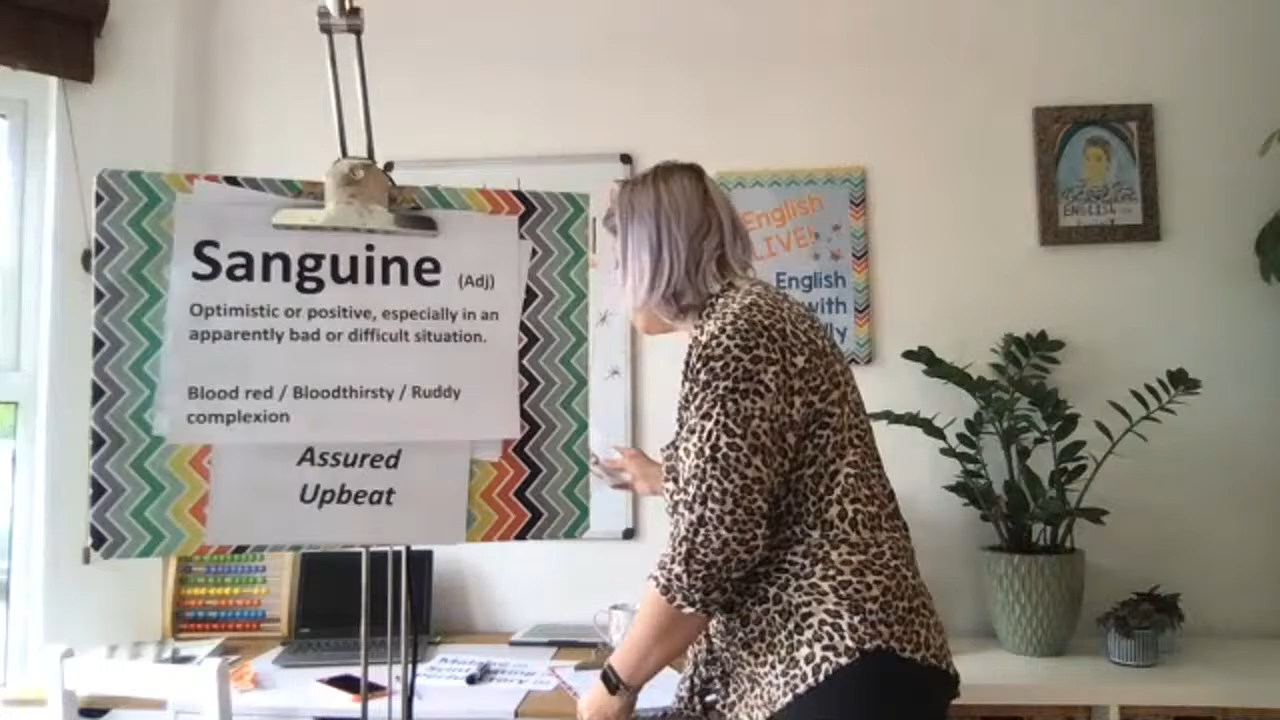 Sanguine (Adj)
Optimistic or positive, especially in an
apparently bad or difficult situation.
Blood red / Bloodthirsty / Ruddy
complexion
Assured
Upbeat
English
LIVE!
English
with
ENGLISH